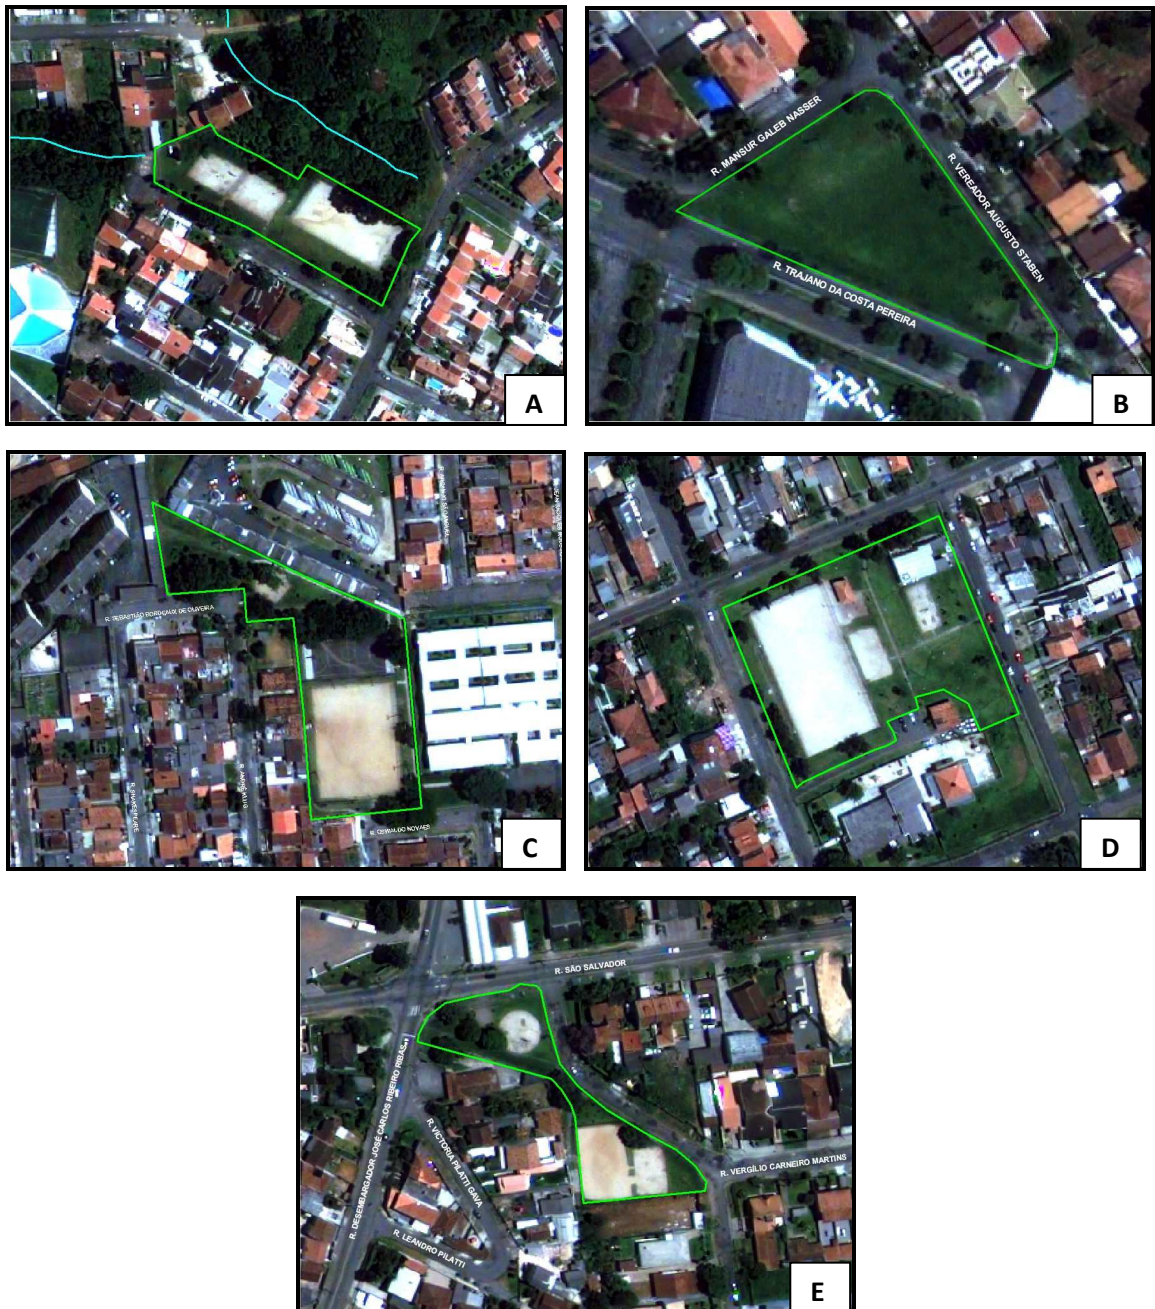 A
R. MANSUR GALEB NASSER
R. VEREADOR AUGUSTO STABEN
R. TRAJANO DA COSTA PEREIRA
B
R. SEBASTIÃO BORDEAUX DE OLIVEIRA
R. SHAKESPEARE
R. OSWALDO NOVAES
C
D
R. SÃO SALVADOR
R. DESEMBARGADOR JOSÉ CARLOS RIBEIRO RIBAS
R. VICTORIA PILATTI GAVA
R. VERGÍLIO CARNEIRO MARTINS
R. LEANDRO PILATTI
E